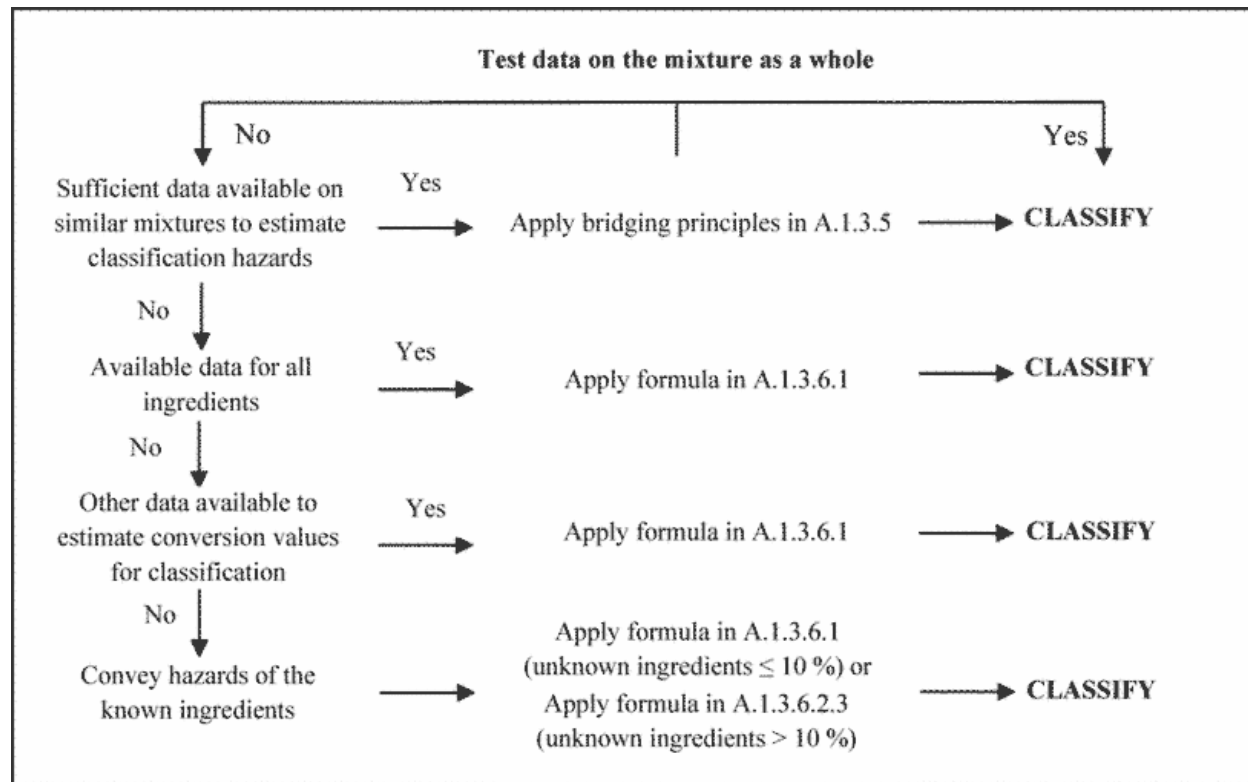 Test data on the mixture as a whole
No
Yes
Sufficient data available on
similar mixtures to estimate
classification hazards
Yes
Apply bridging principles in A.1.3.5
CLASSIFY
No
Available data for all
ingredients
Yes
Apply formula in A.1.3.6.1
CLASSIFY
No
Other data available to
estimate conversion values
for classification
Yes
Apply formula in A.1.3.6.1
CLASSIFY
No
Convey hazards of the
known ingredients
Apply formula in A.1.3.6.1
(unknown ingredients ≤ 10 %) or
Apply formula in A.1.3.6.2.3
(unknown ingredients > 10 %)
CLASSIFY